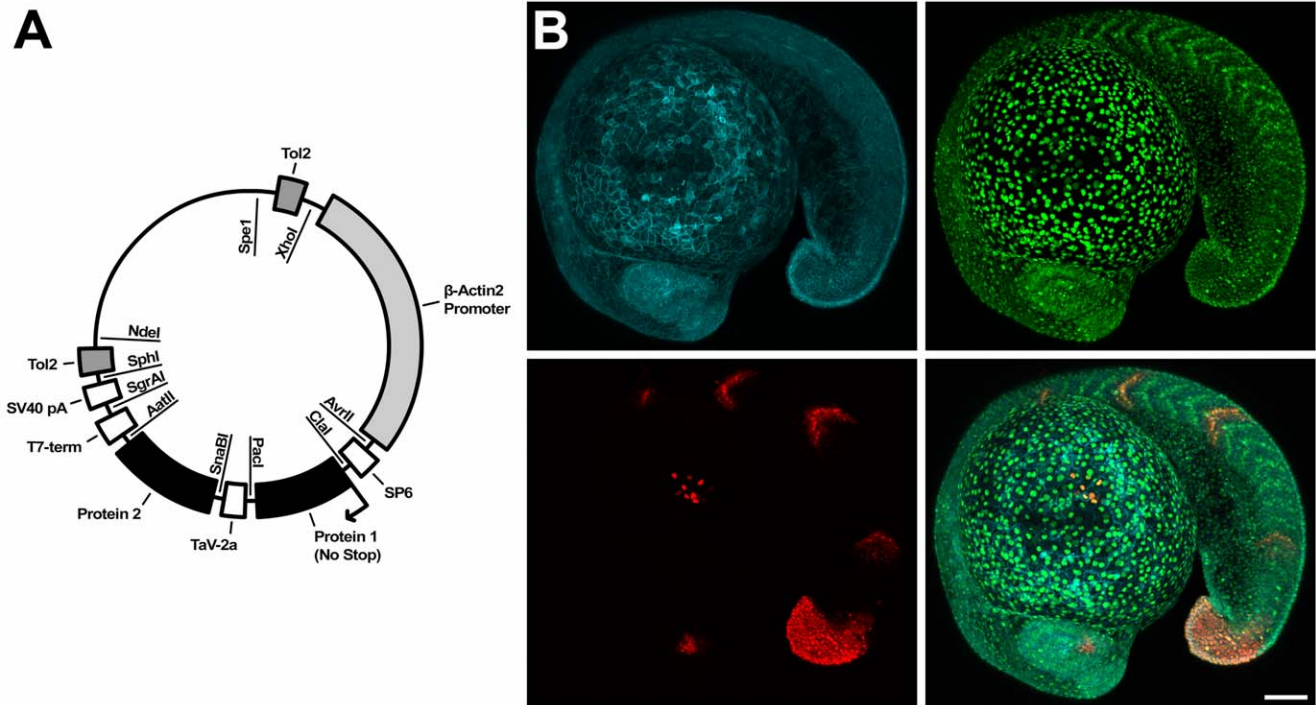 A
B
Tol2
Spe1
XhoI
β-Actin2
Promoter
NdeI
Tol2
SphI
SV40 pA
SgrAI
AatII
T7-term
AvrII
ClaI
SP6
SnaBI
PacI
Protein 2
TaV-2a
Protein 1
(No Stop)